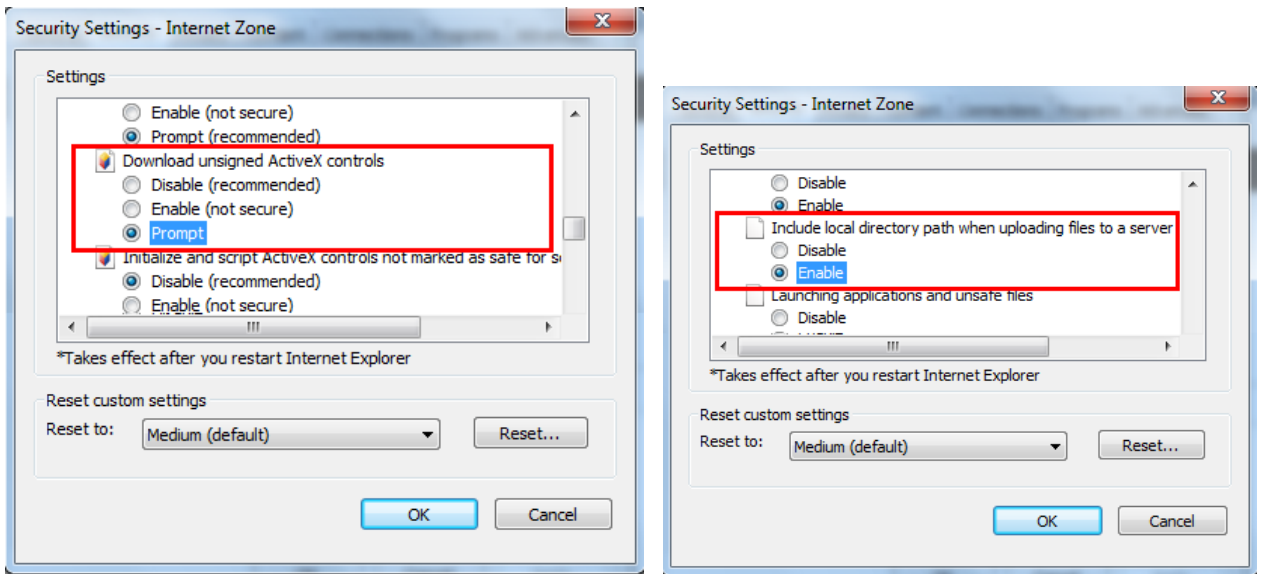 Security Settings - Internet Zone
Settings
Enable (not secure)
Prompt (recommended)
Download unsigned ActiveX controls
Disable (recommended)
Enable (not secure)
Prompt
Initialize and script ActiveX controls not marked as safe for s
Disable (recommended)
Enable (not secure)
*Takes effect after you restart Internet Explorer
Reset custom settings
Reset to:
Medium (default)
Reset...
OK
Cancel
Security Settings - Internet Zone
Settings
Disable
Enable
Include local directory path when uploading files to a server
Disable
Enable
Launching applications and unsafe files
Disable
*Takes effect after you restart Internet Explorer
Reset custom settings
Reset to:
Medium (default)
Reset...
OK
Cancel